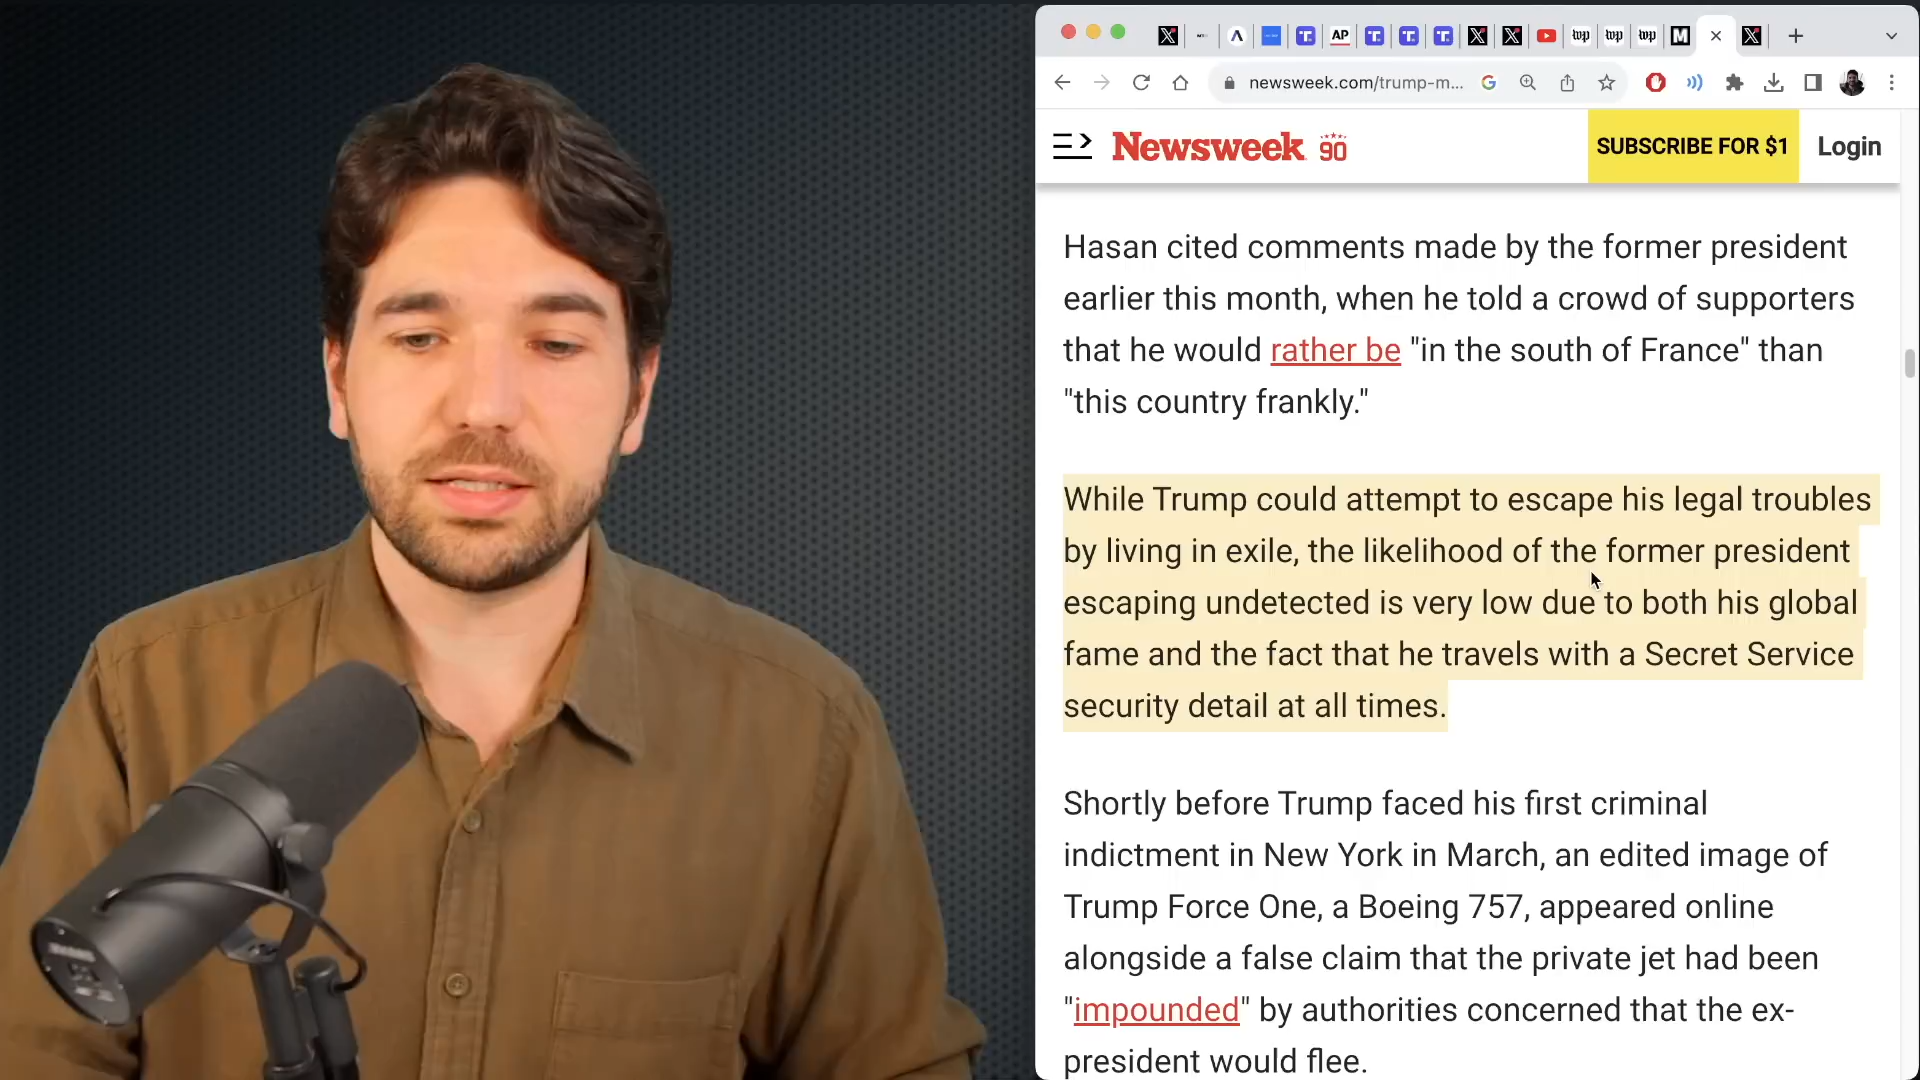 AP
wp
wp
wp
M
newsweek.com/trump-m...
Newsweek 90
SUBSCRIBE FOR $1
Login
Hasan cited comments made by the former president
earlier this month, when he told a crowd of supporters
that he would rather be "in the south of France" than
"this country frankly."
While Trump could attempt to escape his legal troubles
by living in exile, the likelihood of the former president
escaping undetected is very low due to both his global
fame and the fact that he travels with a Secret Service
security detail at all times.
Shortly before Trump faced his first criminal
indictment in New York in March, an edited image of
Trump Force One, a Boeing 757, appeared online
alongside a false claim that the private jet had been
"impounded" by authorities concerned that the ex-
president would flee.